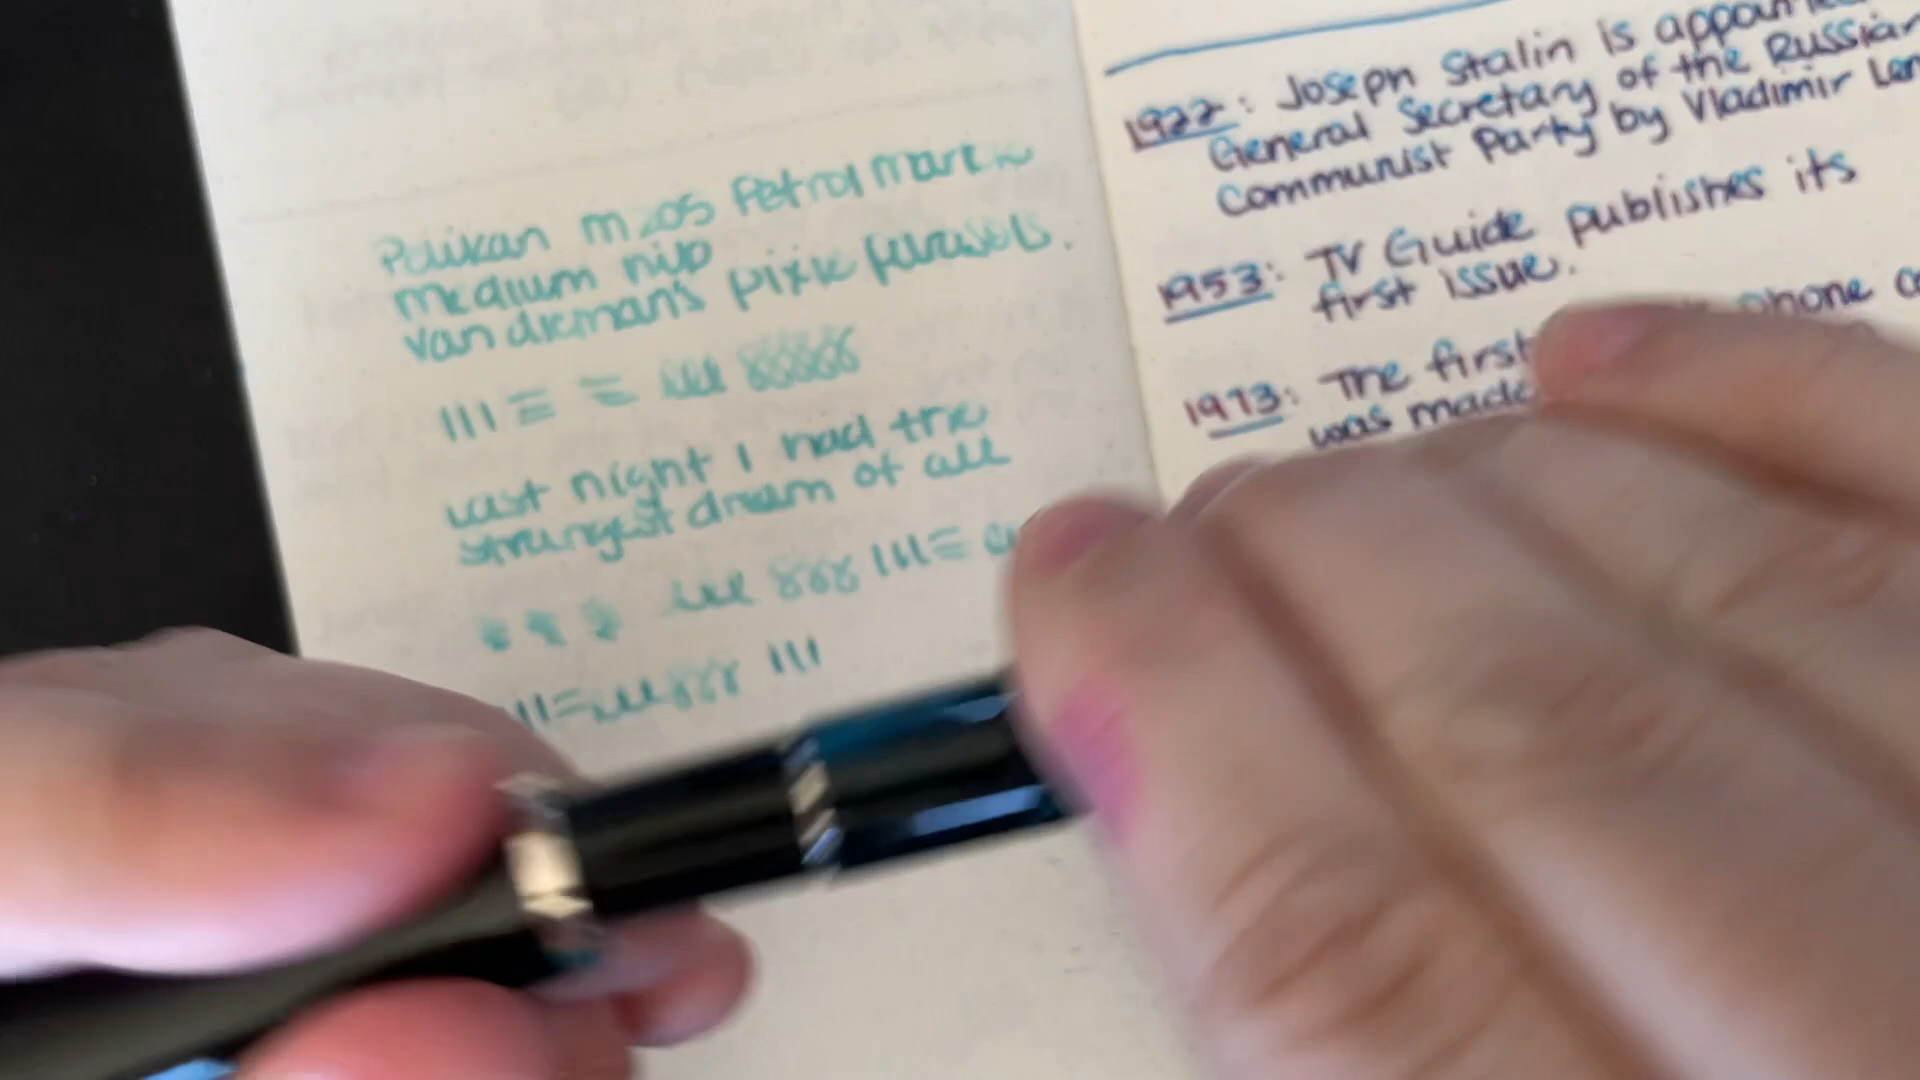 Pelikan m205 Petrol Marble
medium nib
Van dieman's pixie parasols.
Last night I had the
strangest dream of all
1922: Joseph Stalin is
General Secretary of the Russian
Communist Party by Vladimir
1953: TV Guide publishes its
first issue.
1973: The first phone
was made